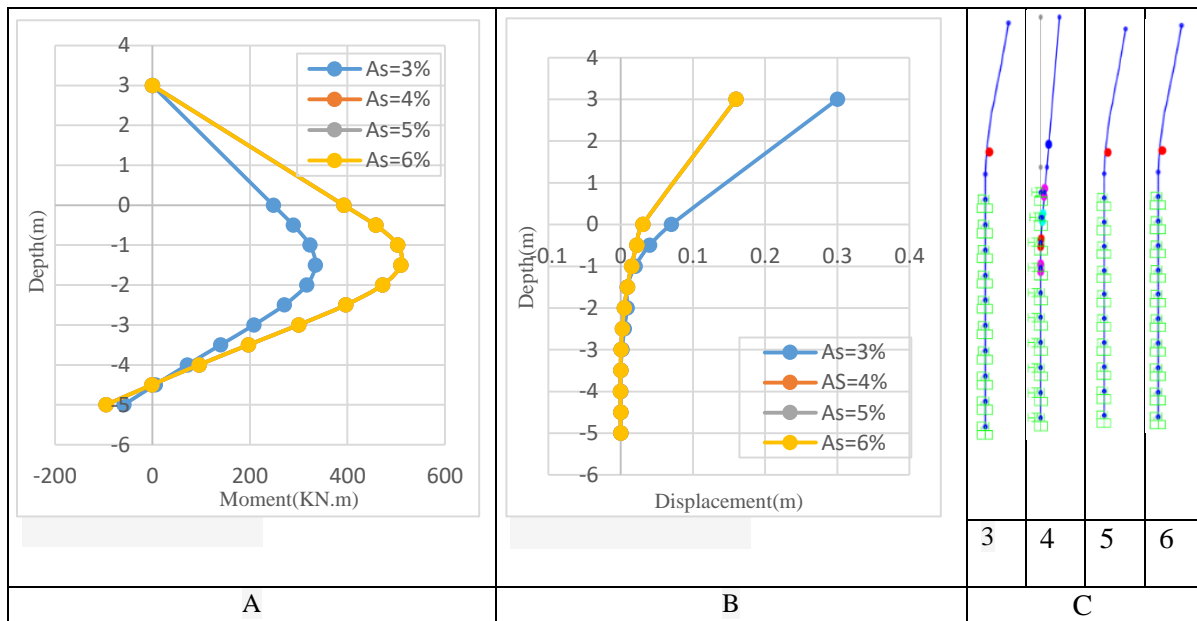 4
3
2
1
0
-1
-2
-3
-4
-5
-6
-200
0
200
400
600
Depth(m)
Moment(KN.m)
As=3%
As=4%
As=5%
As=6%
4
3
2
1
0
-1
-2
-3
-4
-5
-6
-0.1
0
0.1
0.2
0.3
0.4
Depth(m)
Displacement(m)
As=3%
AS=4%
As=5%
As=6%
3
4
5
6
A
B
C